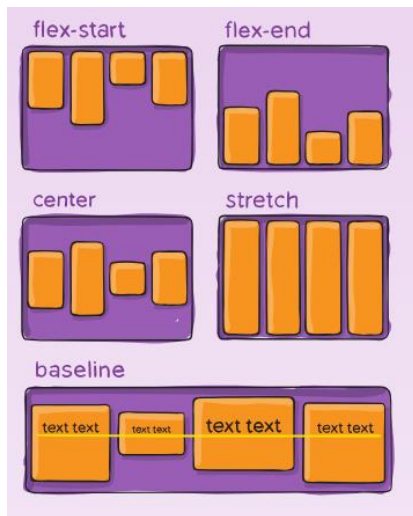 flex-start
flex-end
center
stretch
baseline
text text
text text
text text
text text